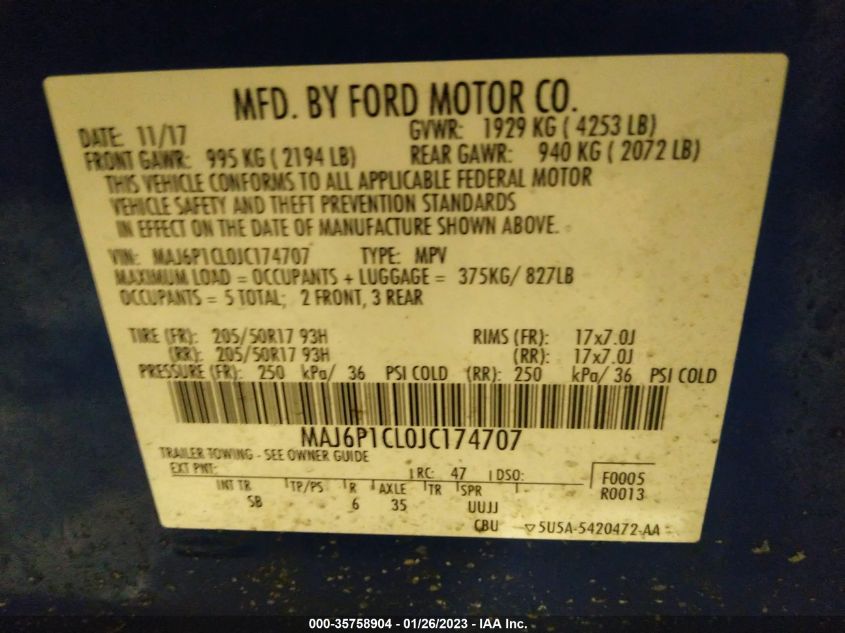 MFD. BY FORD MOTOR CO.
DATE: 11/17 GVWR: 1929 KG ( 4253 LB)
FRONT GAWR: 995 KG ( 2194 LB) REAR GAWR: 940 KG ( 2072 LB)
THIS VEHICLE CONFORMS TO ALL APPLICABLE FEDERAL MOTOR
VEHICLE SAFETY AND THEFT PREVENTION STANDARDS
IN EFFECT ON THE DATE OF MANUFACTURE SHOWN ABOVE.
VIN: MAJ6P1CL0JC174707 TYPE: MPV
MAXIMUM LOAD = OCCUPANTS + LUGGAGE = 375KG/ 827LB
OCCUPANTS = 5 TOTAL; 2 FRONT, 3 REAR
TIRE (FR): 205/50R17 93H RIMS (FR): 17x7.0J
(RR): 205/50R17 93H (RR): 17x7.0J
PRESSURE (FR): 250 kPa/ 36 PSI COLD (RR): 250 kPa/ 36 PSI COLD
MAJ6P1CL0JC174707
TRAILER TOWING - SEE OWNER GUIDE
EXT PNT: RC: 47 DSO: F0005
R0013
INT TR TP/PS R AXLE TR SPR
SB 6 35 UUJJ
CBU ▽5U5A-5420472-AA
000-35758904 - 01/26/2023 - IAA Inc.